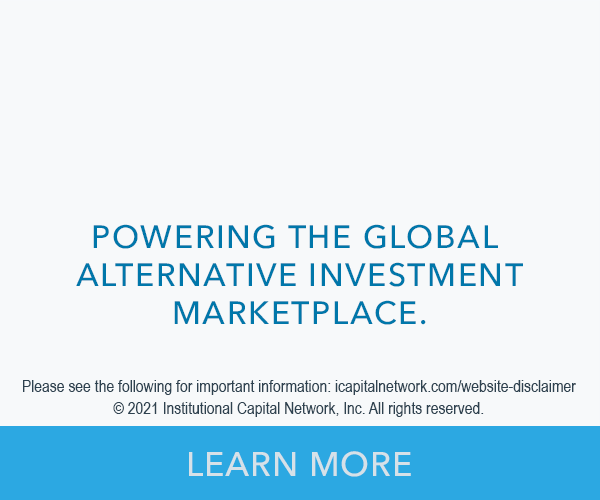 POWERING THE GLOBAL
ALTERNATIVE INVESTMENT
MARKETPLACE.
Please see the following for important information: icapitalnetwork.com/website-disclaimer
© 2021 Institutional Capital Network, Inc. All rights reserved.
LEARN MORE